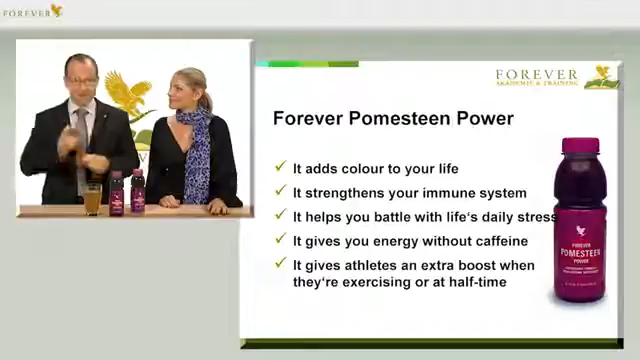 FOREVER
FOREVER
AKADEMIE & TRAINING
Forever Pomesteen Power
It adds colour to your life
It strengthens your immune system
It helps you battle with life's daily stress
It gives you energy without caffeine
It gives athletes an extra boost when
they're exercising or at half-time
FOREVER
POMESTEEN
POWER